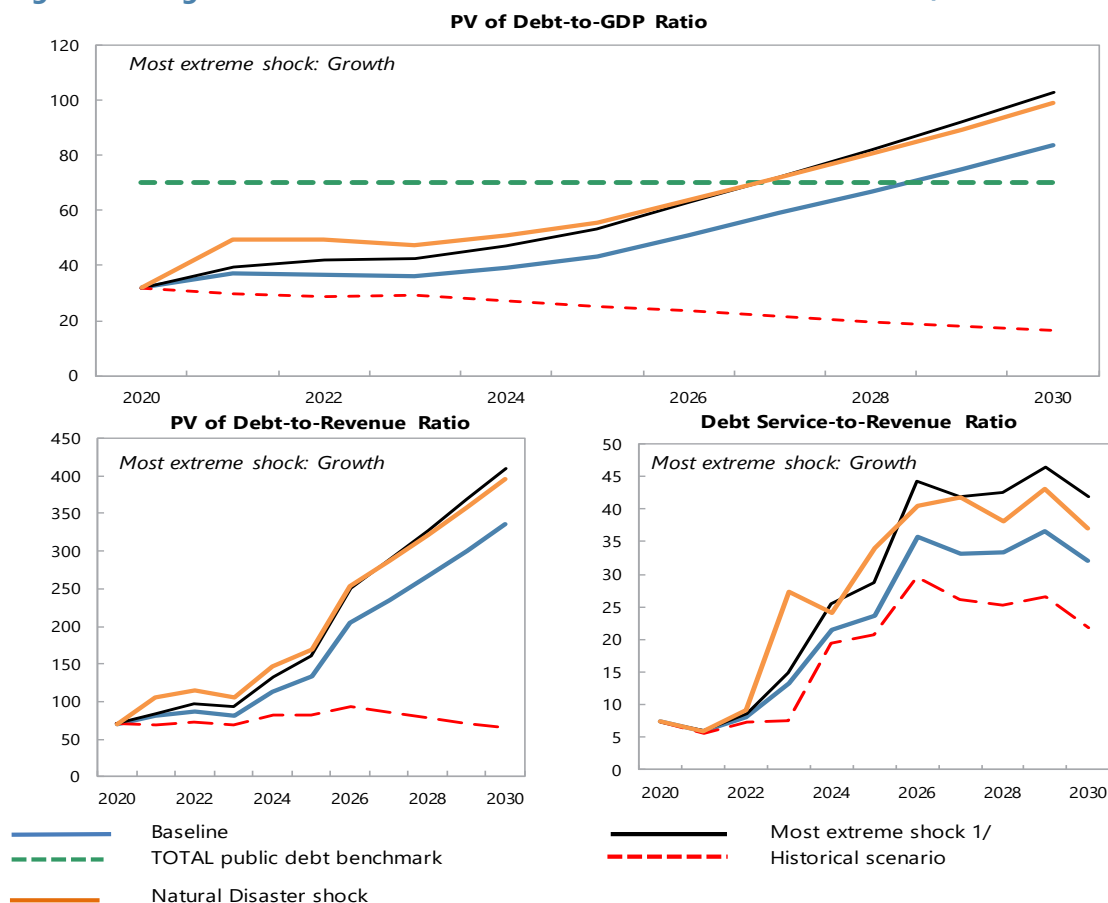 PV of Debt-to-GDP Ratio
Most extreme shock: Growth
120
100
80
60
40
20
0
2020 2022 2024 2026 2028 2030
PV of Debt-to-Revenue Ratio
Most extreme shock: Growth
450
400
350
300
250
200
150
100
50
0
2020 2022 2024 2026 2028 2030
Debt Service-to-Revenue Ratio
Most extreme shock: Growth
50
45
40
35
30
25
20
15
10
5
0
2020 2022 2024 2026 2028 2030
Baseline
TOTAL public debt benchmark
Natural Disaster shock
Most extreme shock 1/
Historical scenario